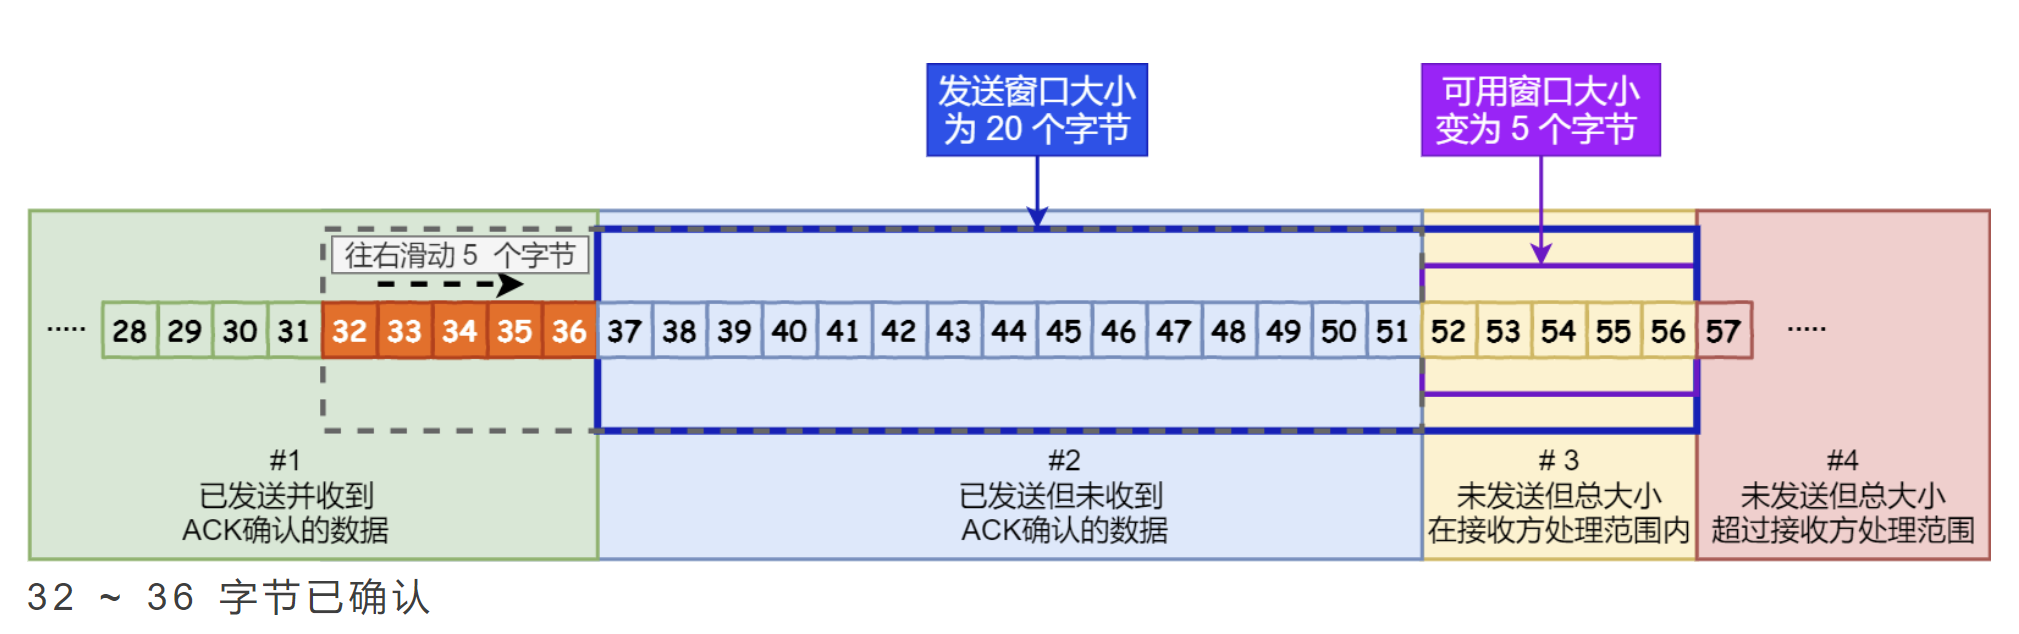 发送窗口大小
为 20 个字节
可用窗口大小
变为 5 个字节
往右滑动 5 个字节
..... 28 29 30 31 32 33 34 35 36 37 38 39 40 41 42 43 44 45 46 47 48 49 50 51 52 53 54 55 56 57 .....
#1
已发送并收到
ACK确认的数据
#2
已发送但未收到
ACK确认的数据
# 3
未发送但总大小
在接收方处理范围内
#4
未发送但总大小
超过接收方处理范围
32 ~ 36 字节已确认